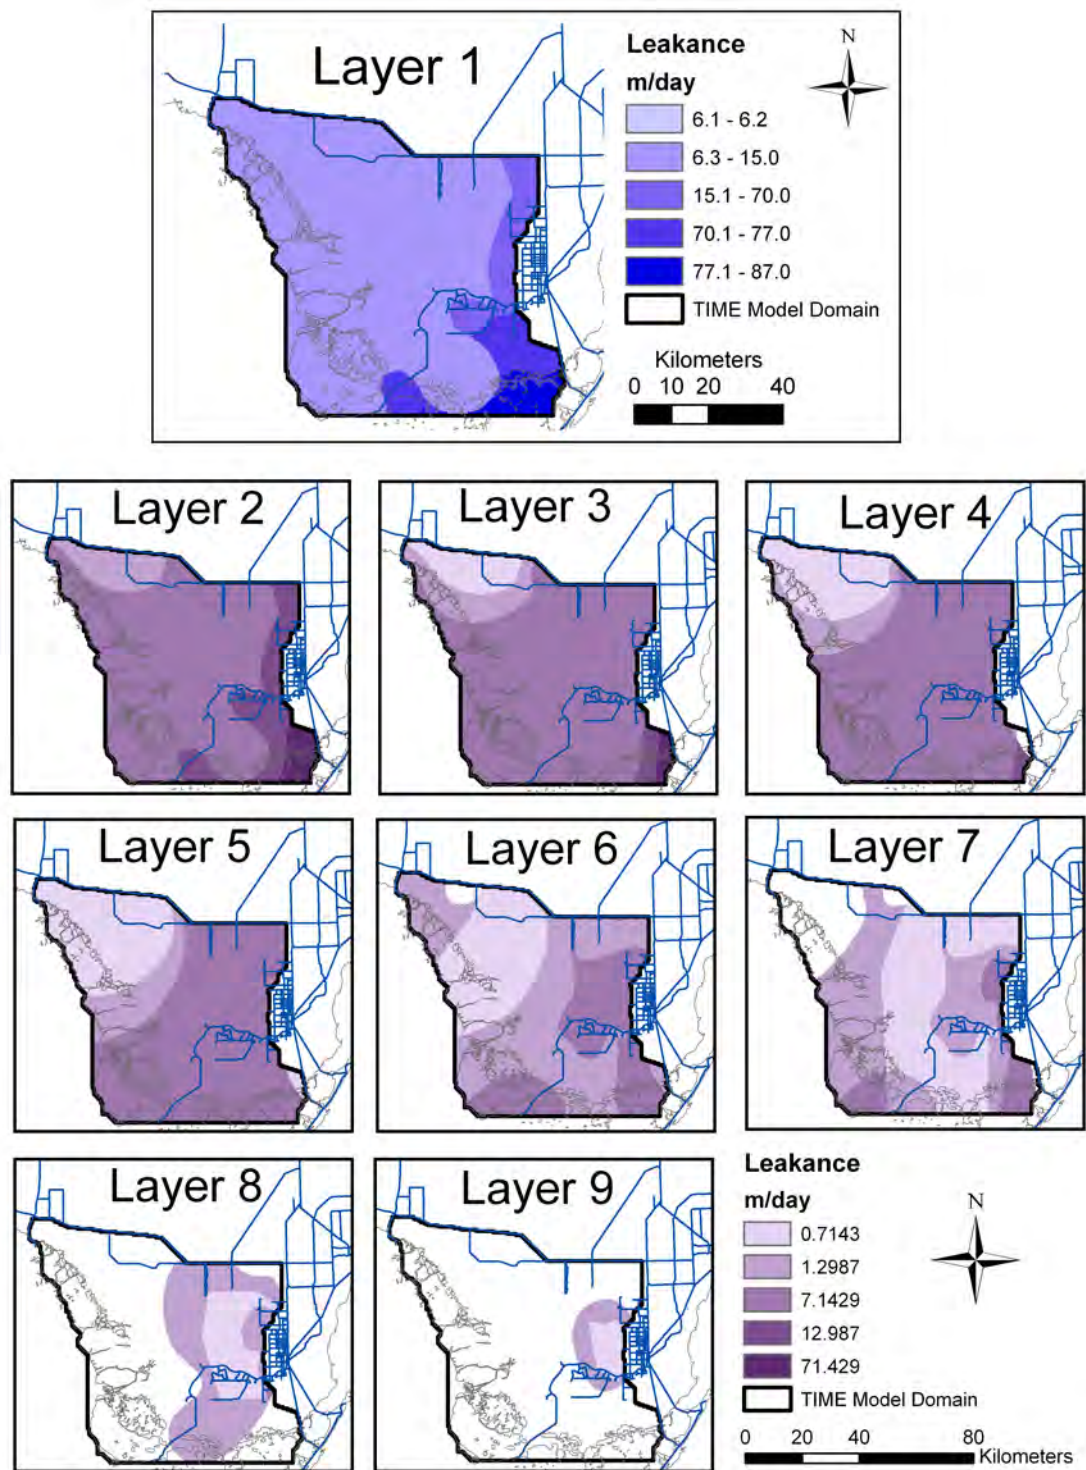 Layer 1
Leakance
m/day
6.1 - 6.2
6.3 - 15.0
15.1 - 70.0
70.1 - 77.0
77.1 - 87.0
TIME Model Domain
N
Kilometers
0 10 20 40
Layer 2
Layer 3
Layer 4
Layer 5
Layer 6
Layer 7
Layer 8
Layer 9
Leakance
m/day
0.7143
1.2987
7.1429
12.987
71.429
TIME Model Domain
N
0 20 40 80
Kilometers